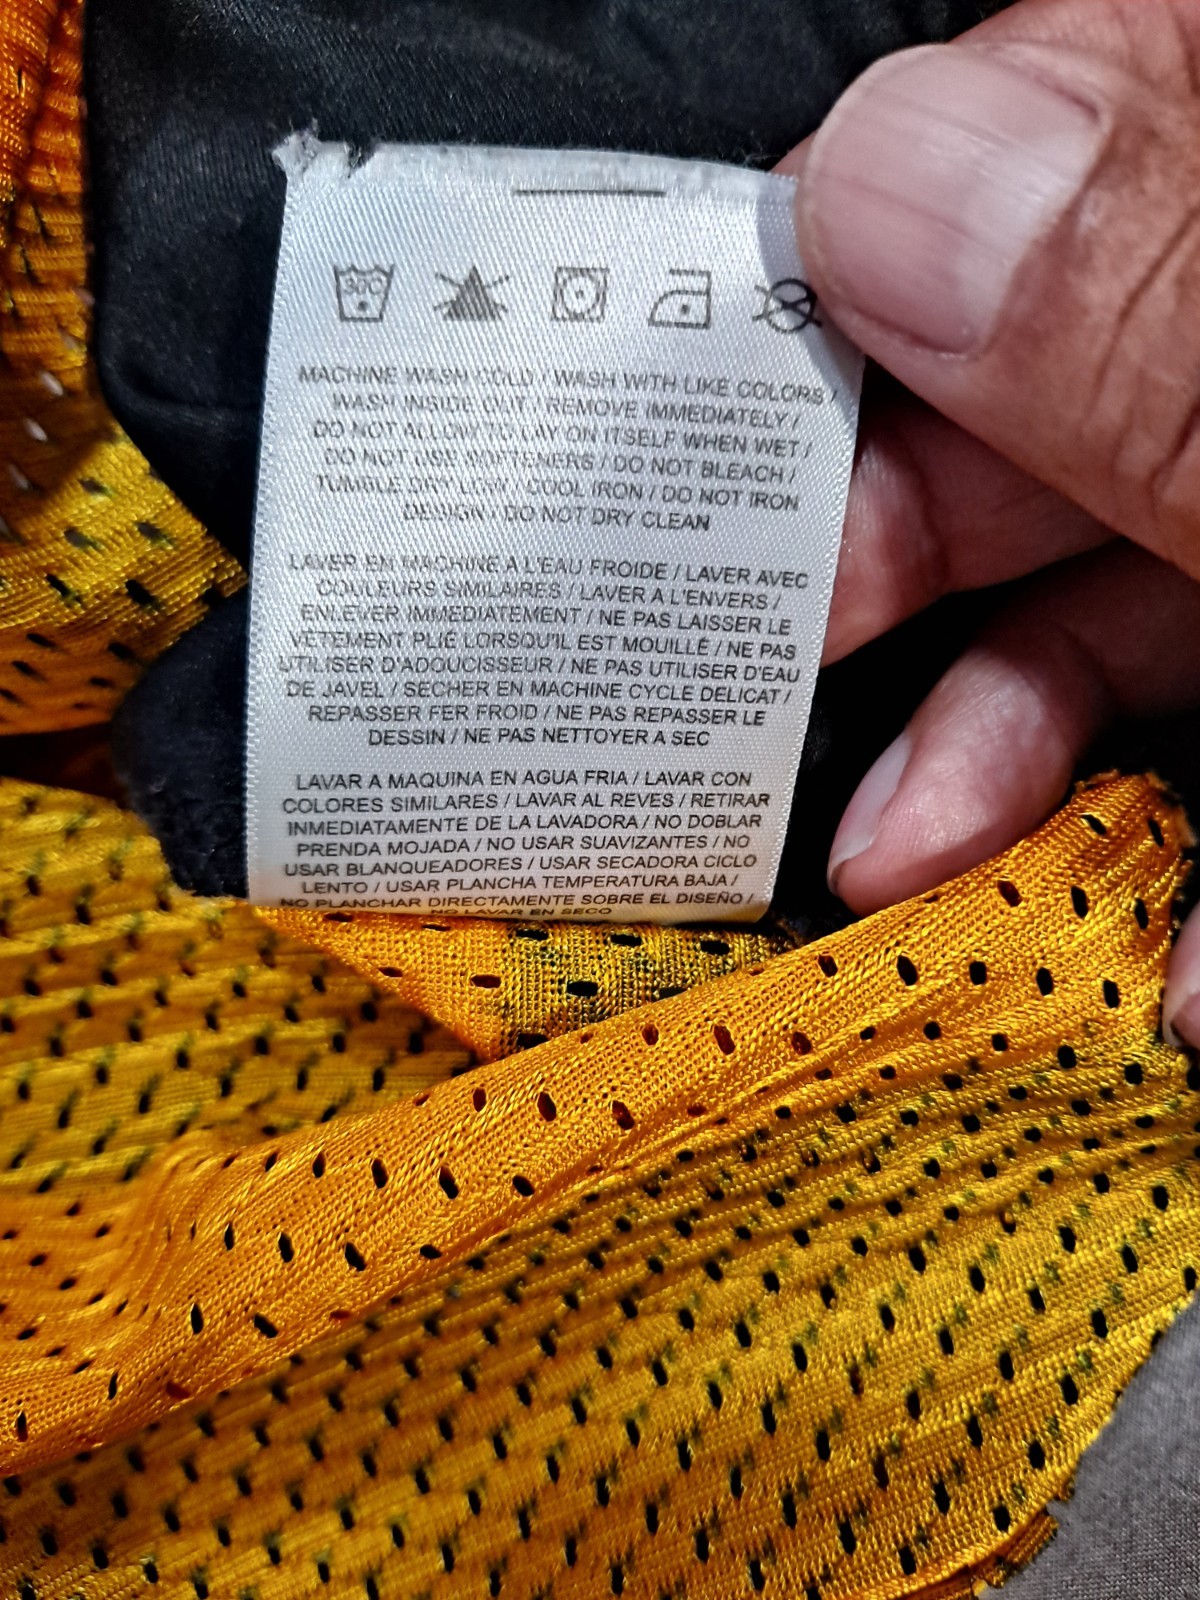 30C
MACHINE WASH COLD / WASH WITH LIKE COLORS /
WASH INSIDE OUT / REMOVE IMMEDIATELY /
DO NOT ALLOW TO LAY ON ITSELF WHEN WET /
DO NOT USE SOFTENERS / DO NOT BLEACH /
TUMBLE DRY LOW / COOL IRON / DO NOT IRON
DESIGN / DO NOT DRY CLEAN
LAVER EN MACHINE A L'EAU FROIDE / LAVER AVEC
COULEURS SIMILAIRES / LAVER A L'ENVERS /
ENLEVER IMMEDIATEMENT / NE PAS LAISSER LE
VÊTEMENT PLIÉ LORSQU'IL EST MOUILLÉ / NE PAS
UTILISER D'ADOUCISSEUR / NE PAS UTILISER D'EAU
DE JAVEL / SECHER EN MACHINE CYCLE DELICAT /
REPASSER FER FROID / NE PAS REPASSER LE
DESSIN / NE PAS NETTOYER A SEC
LAVAR A MAQUINA EN AGUA FRIA / LAVAR CON
COLORES SIMILARES / LAVAR AL REVES / RETIRAR
INMEDIATAMENTE DE LA LAVADORA / NO DOBLAR
PRENDA MOJADA / NO USAR SUAVIZANTES / NO
USAR BLANQUEADORES / USAR SECADORA CICLO
LENTO / USAR PLANCHA TEMPERATURA BAJA /
NO PLANCHAR DIRECTAMENTE SOBRE EL DISEÑO /
NO LAVAR EN SECO